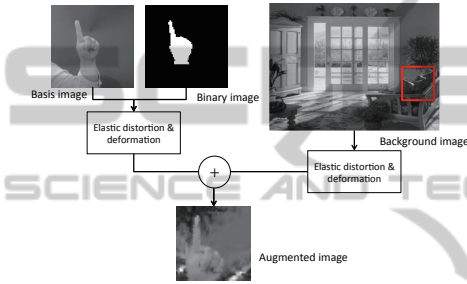 Basis image
Binary image
Elastic distortion &
deformation
Background image
Elastic distortion &
deformation
+
Augmented image
SCIENCE AND TEC